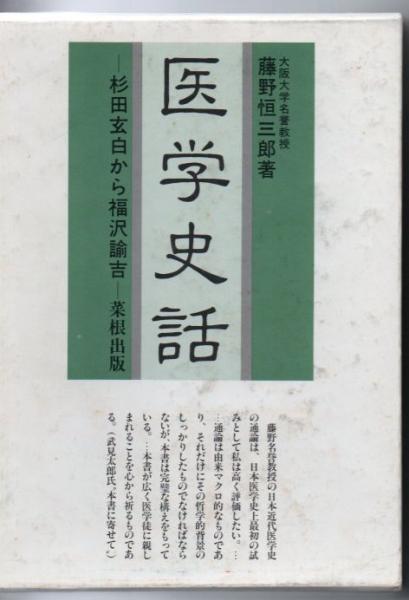 大阪大学名誉教授
藤野恒三郎著
医学史話
―杉田玄白から福沢諭吉―
菜根出版
藤野名誉教授の日本近代医学史
の通論は、日本医学史上最初の試
みとして私は高く評価したい。…
…通論は由来マクロ的なものであ
り、それだけにその哲学的背景の
しっかりしたものでなければなら
ないが、本書は完璧な構えをもって
いる。…本書が広く医学徒に親し
まれることを心から祈るものであ
る。（武見太郎氏“本書に寄せて”）